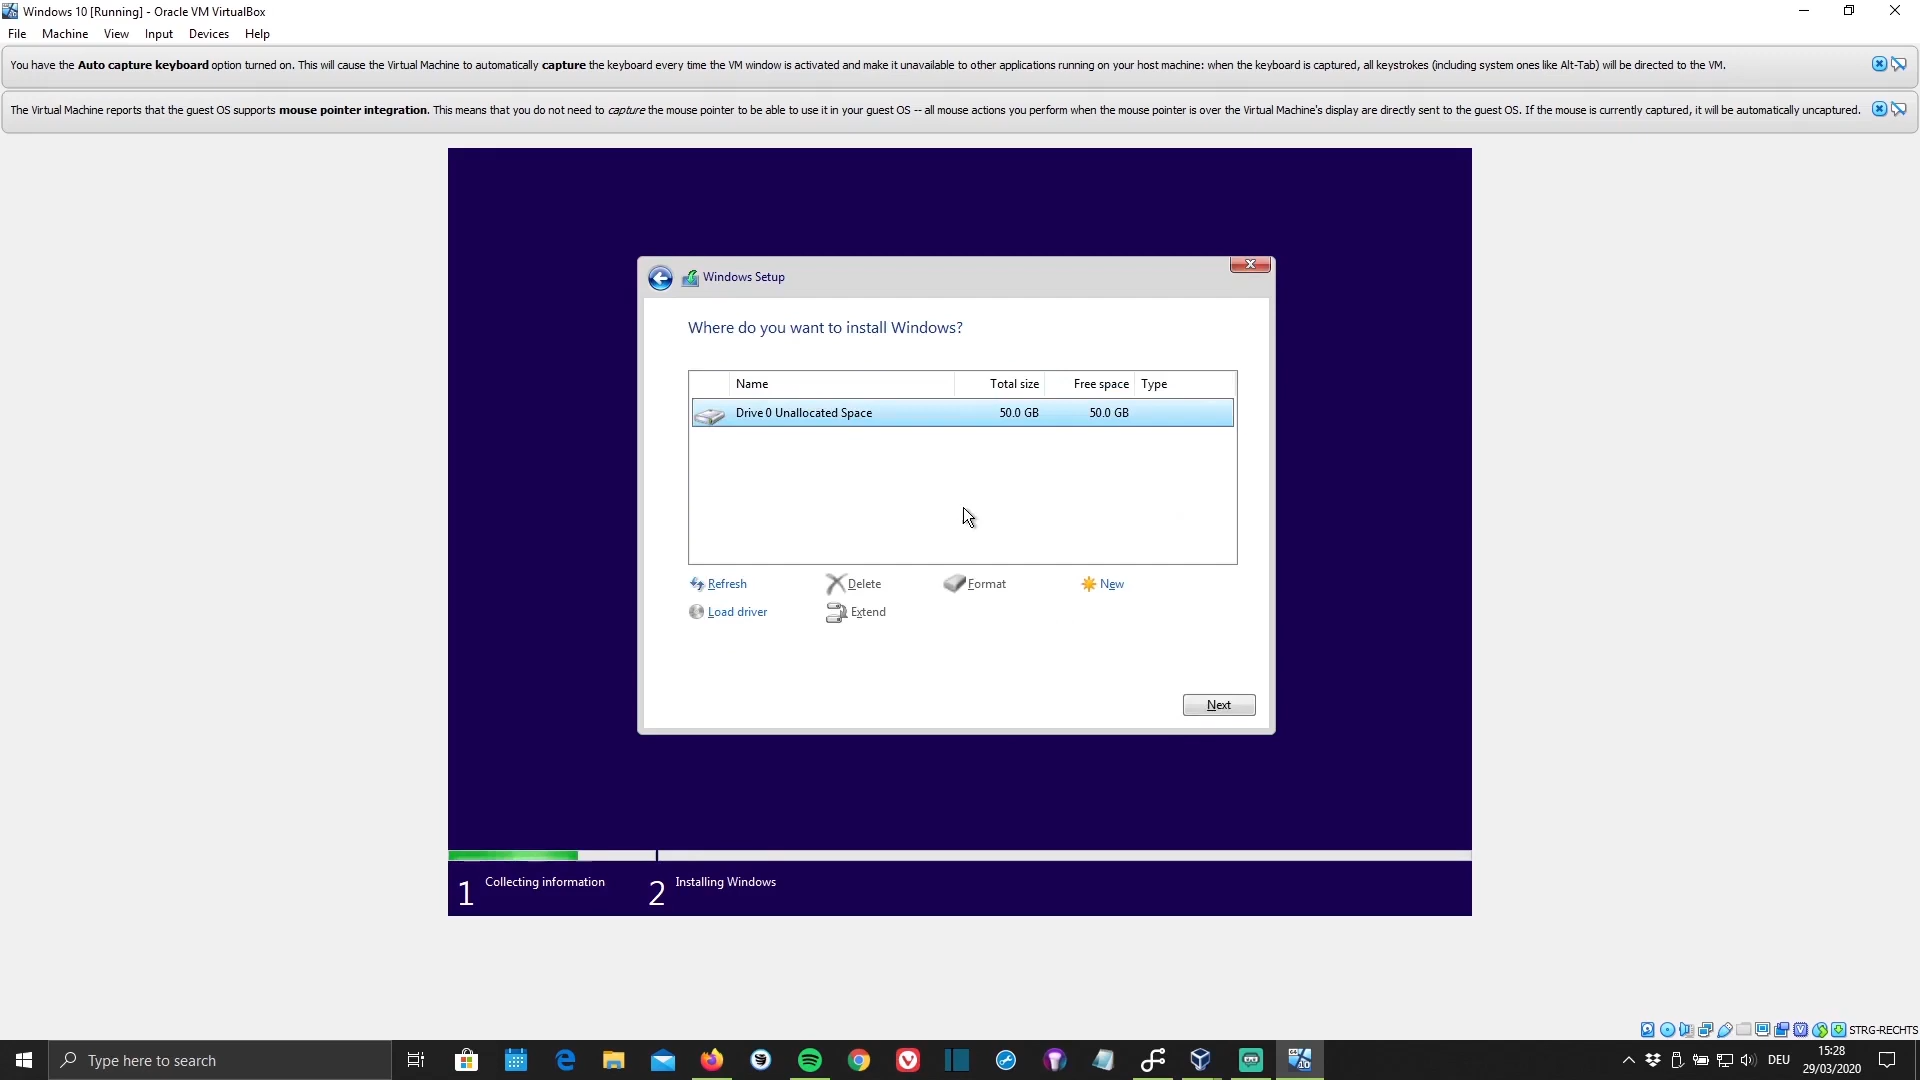 Windows 10 [Running] - Oracle VM VirtualBox
File Machine View Input Devices Help
You have the Auto capture keyboard option turned on. This will cause the Virtual Machine to automatically capture the keyboard every time the VM window is activated and make it unavailable to other applications running on your host machine: when the keyboard is captured, all keystrokes (including system ones like Alt-Tab) will be directed to the VM.
The Virtual Machine reports that the guest OS supports mouse pointer integration. This means that you do not need to capture the mouse pointer to be able to use it in your guest OS -- all mouse actions you perform when the mouse pointer is over the Virtual Machine's display are directly sent to the guest OS. If the mouse is currently captured, it will be automatically uncaptured.
Windows Setup
Where do you want to install Windows?
Name Total size Free space Type
Drive 0 Unallocated Space 50.0 GB 50.0 GB
Refresh Delete Format New
Load driver Extend
Next
1 Collecting information 2 Installing Windows
STRG-RECHTS
Type here to search
DEU
15:28
29/03/2020